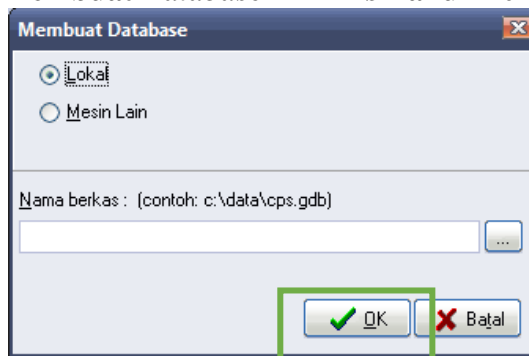 Membuat Database
Lokal
Mesin Lain
Nama berkas : (contoh: c:\data\cps.gdb)
...
OK
Batal